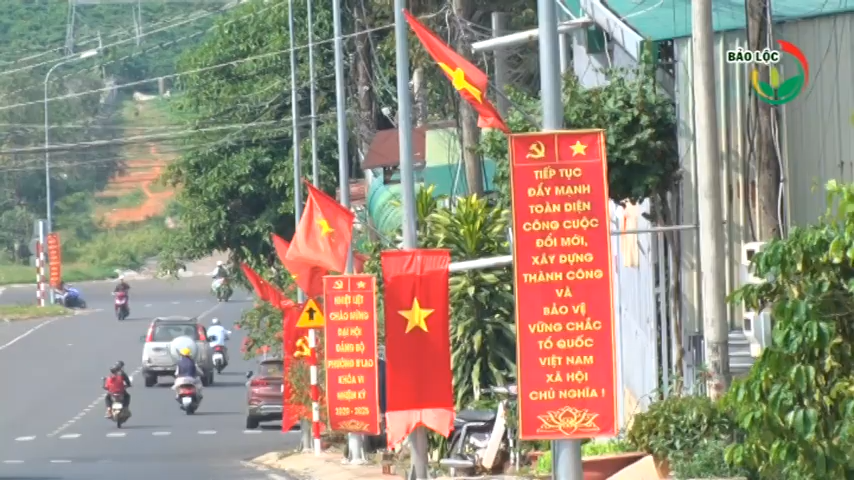 BẢO LỘC
TIẾP TỤC
ĐẨY MẠNH
TOÀN DIỆN
CÔNG CUỘC
ĐỔI MỚI,
XÂY DỰNG
THÀNH CÔNG
VÀ
BẢO VỆ
VỮNG CHẮC
TỔ QUỐC
VIỆT NAM
XÃ HỘI
CHỦ NGHĨA !
NHIỆT LIỆT
CHÀO MỪNG
ĐẠI HỘI
ĐẢNG BỘ
PHƯỜNG B'LAO
KHÓA VI
NHIỆM KỲ
2020 - 2025